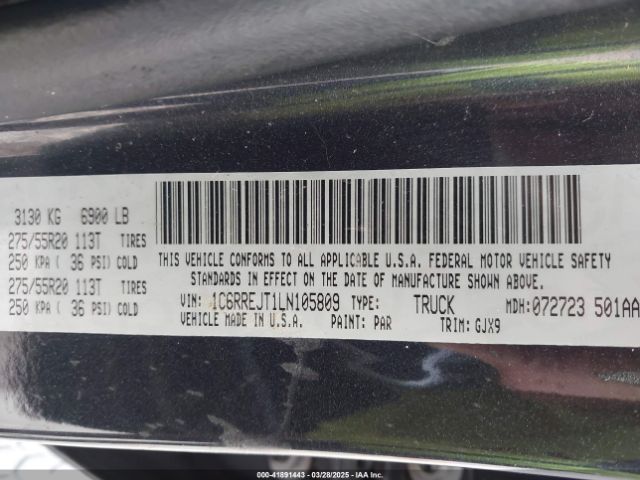 3130 KG 6900 LB
275/55R20 113T TIRES
250 KPA ( 36 PSI) COLD
275/55R20 113T TIRES
250 KPA ( 36 PSI) COLD
THIS VEHICLE CONFORMS TO ALL APPLICABLE U.S.A. FEDERAL MOTOR VEHICLE SAFETY
STANDARDS IN EFFECT ON THE DATE OF MANUFACTURE SHOWN ABOVE.
VIN: 1C6RREJT1LN105809 TYPE: TRUCK MDH: 072723 501AA
VEHICLE MADE IN U.S.A. PAINT: PAR TRIM: GJX9
000-41891443 - 03/28/2025 - IAAI, Inc.